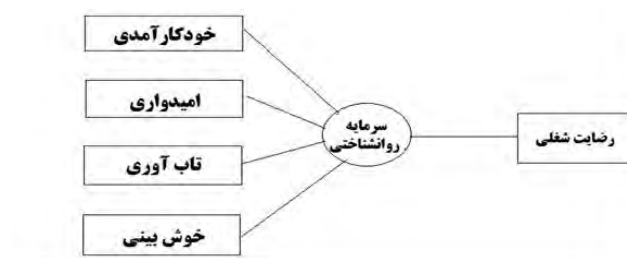 خودکارآمدی
امیدواری
سرمایه
روانشناختی
رضایت شغلی
تاب آوری
خوش بینی